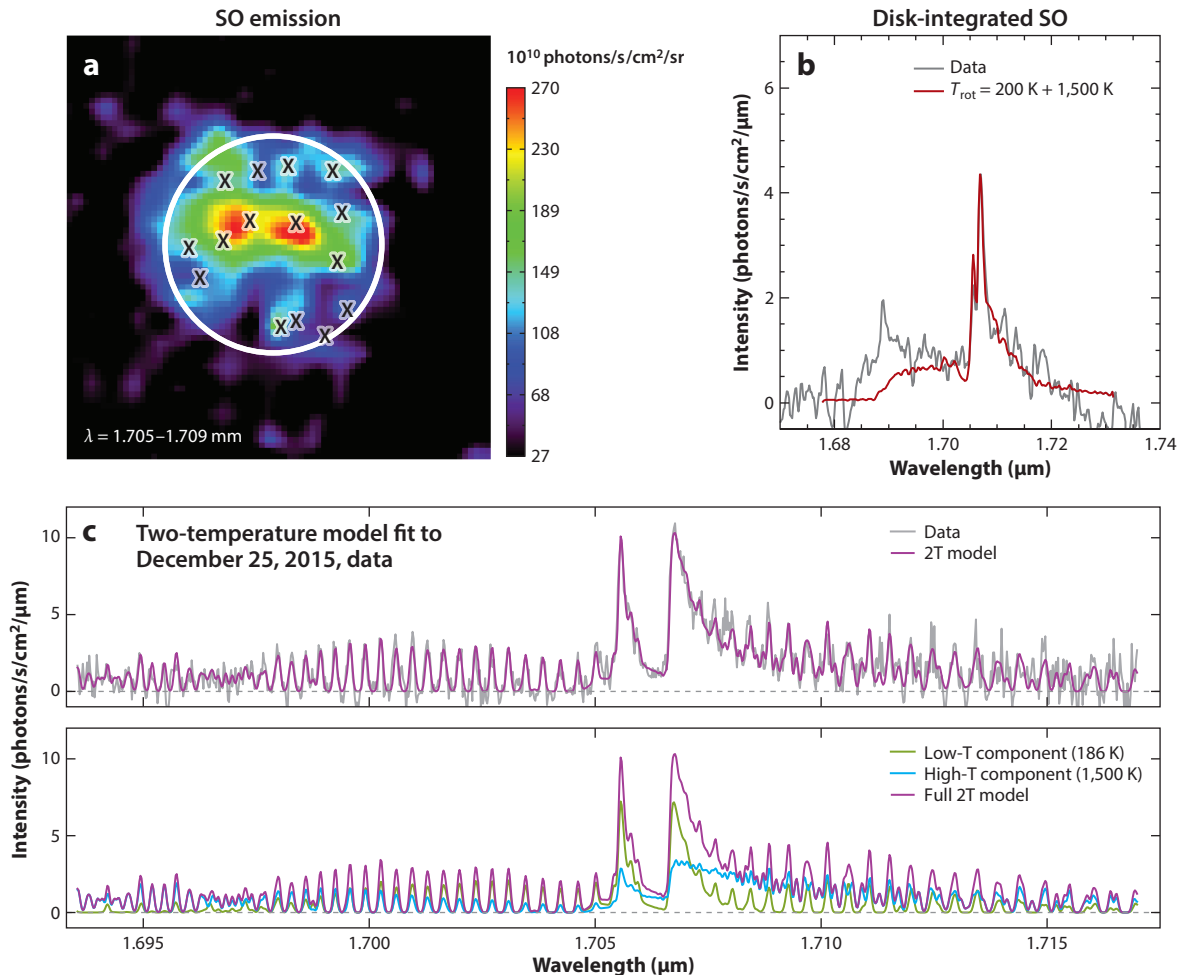 SO emission
Disk-integrated SO
a
10¹⁰ photons/s/cm²/sr
270
230
189
149
108
68
27
X X X X
X
X X X
X X
X X
X
X X
X
λ = 1.705–1.709 mm
b
Data
T_rot = 200 K + 1,500 K
Intensity (photons/s/cm²/μm)
6
4
2
0
1.68 1.70 1.72 1.74
Wavelength (μm)
c Two-temperature model fit to
December 25, 2015, data
Data
2T model
10
5
0
Low-T component (186 K)
High-T component (1,500 K)
Full 2T model
10
5
0
Intensity (photons/s/cm²/μm)
1.695 1.700 1.705 1.710 1.715
Wavelength (μm)